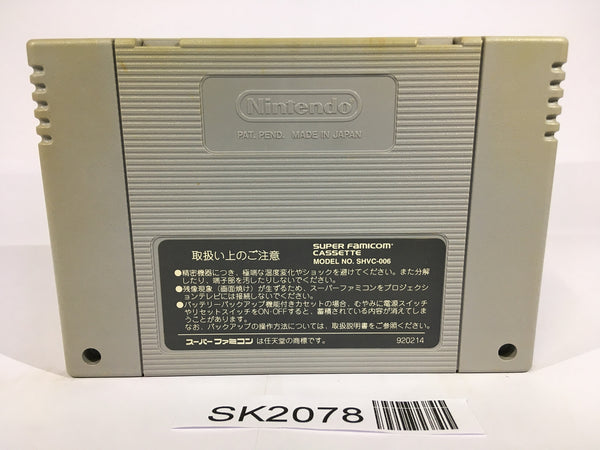 Nintendo
PAT. PEND. MADE IN JAPAN
取扱い上のご注意
SUPER FAMICOM
CASSETTE
MODEL NO. SHVC-006
●精密機器につき、極端な温度変化やショックを避けてください。また分解
したり、端子部を汚したりしないでください。
●残像現象（画面焼け）が生ずるため、スーパーファミコンをプロジェクシ
ョンテレビには接続しないでください。
●バッテリーバックアップ機能付きカセットの場合、むやみに電源スイッチ
やリセットスイッチをON・OFFすると、蓄積されている内容が消えてしま
うことがあります。
なお、バックアップの操作方法については、取扱説明書をご参照ください。
スーパーファミコン は任天堂の商標です。
920214
SK2078